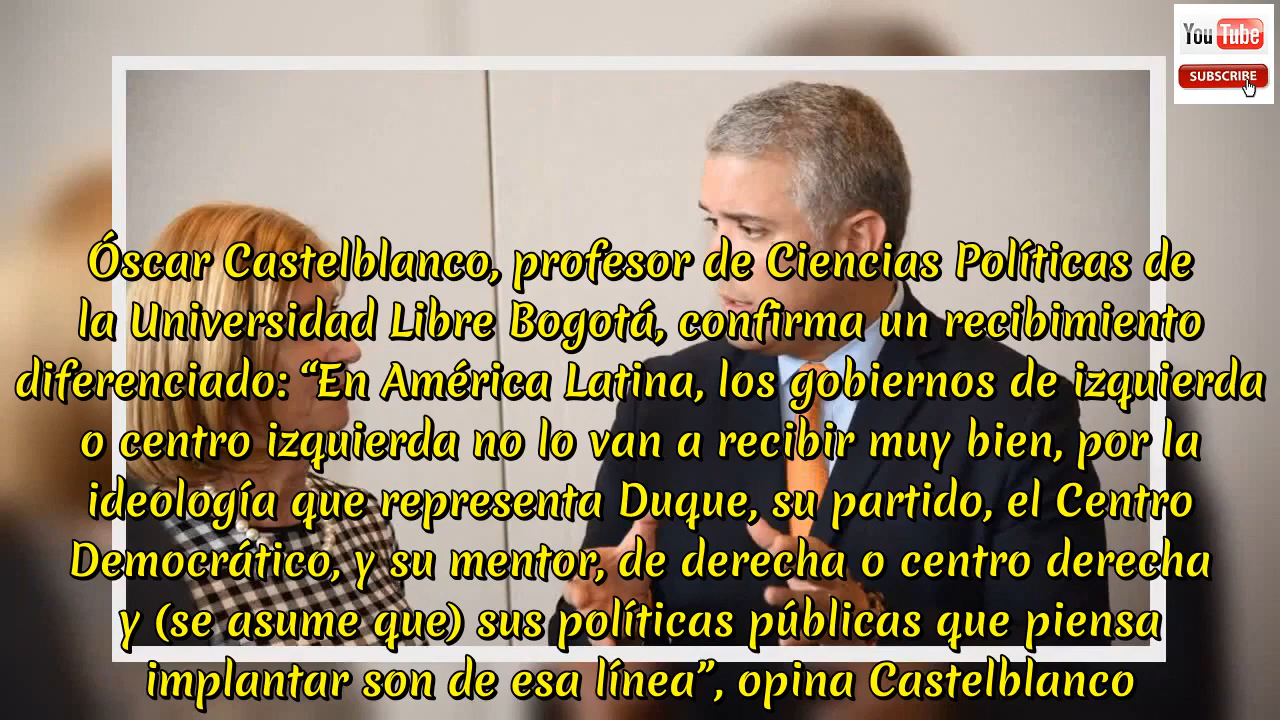 You Tube
SUBSCRIBE
Óscar Castelblanco, profesor de Ciencias Políticas de
la Universidad Libre Bogotá, confirma un recibimiento
diferenciado: “En América Latina, los gobiernos de izquierda
o centro izquierda no lo van a recibir muy bien, por la
ideología que representa Duque, su partido, el Centro
Democrático, y su mentor, de derecha o centro derecha
y (se asume que) sus políticas públicas que piensa
implantar son de esa línea”, opina Castelblanco